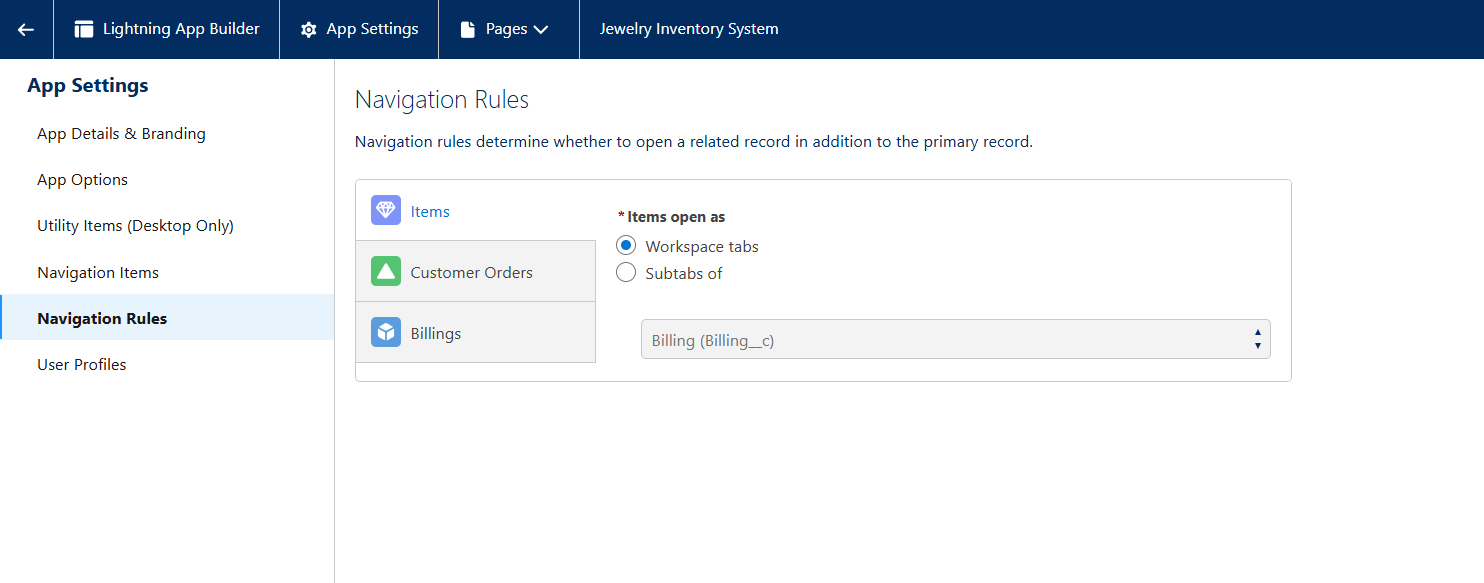 Lightning App Builder
App Settings
Pages
Jewelry Inventory System
App Settings
App Details & Branding
App Options
Utility Items (Desktop Only)
Navigation Items
Navigation Rules
User Profiles
Navigation Rules
Navigation rules determine whether to open a related record in addition to the primary record.
Items
Customer Orders
Billings
*Items open as
Workspace tabs
Subtabs of
Billing (Billing__c)